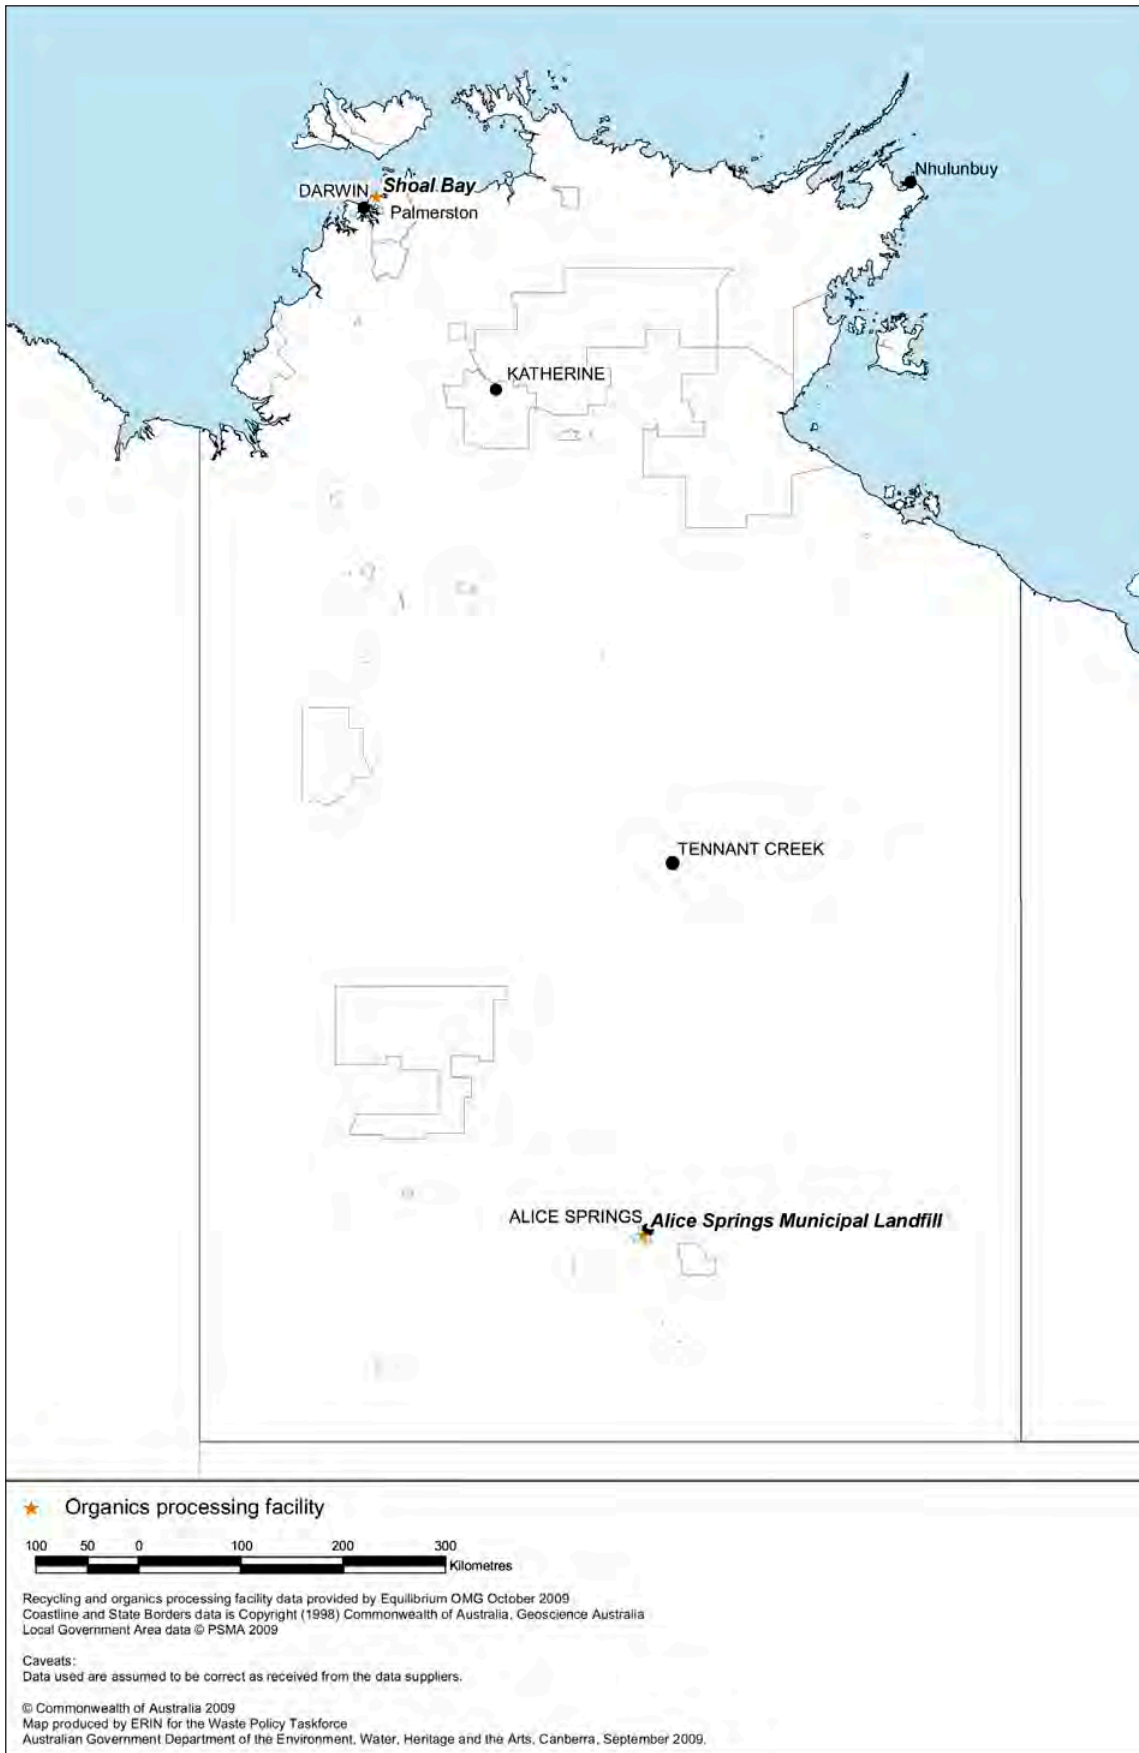 Nhulunbuy
DARWIN
Shoal Bay
Palmerston
KATHERINE
TENNANT CREEK
ALICE SPRINGS
Alice Springs Municipal Landfill
Organics processing facility
100 50 0 100 200 300
Kilometres
Recycling and organics processing facility data provided by Equilibrium OMG October 2009
Coastline and State Borders data is Copyright (1998) Commonwealth of Australia, Geoscience Australia
Local Government Area data © PSMA 2009
Caveats:
Data used are assumed to be correct as received from the data suppliers.
© Commonwealth of Australia 2009
Map produced by ERIN for the Waste Policy Taskforce
Australian Government Department of the Environment, Water, Heritage and the Arts, Canberra, September 2009.